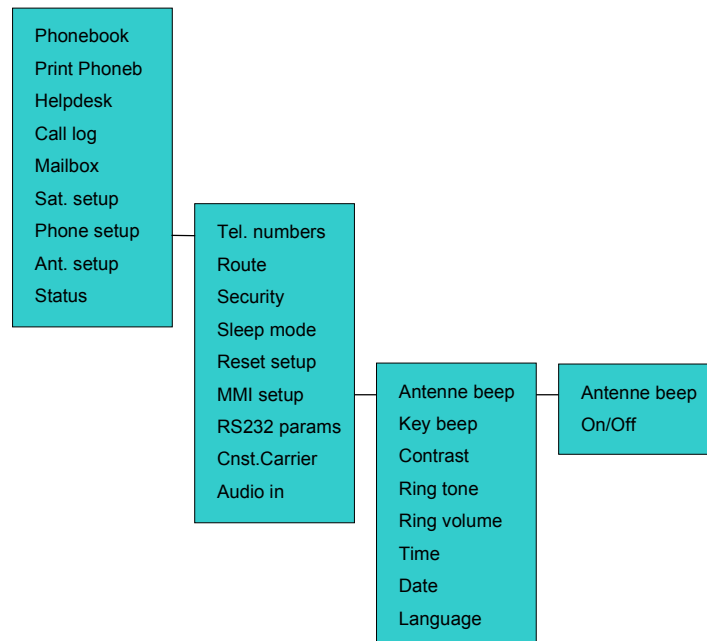 Phonebook
Print Phoneb
Helpdesk
Call log
Mailbox
Sat. setup
Phone setup
Ant. setup
Status
Tel. numbers
Route
Security
Sleep mode
Reset setup
MMI setup
RS232 params
Cnst.Carrier
Audio in
Antenne beep
Key beep
Contrast
Ring tone
Ring volume
Time
Date
Language
Antenne beep
On/Off